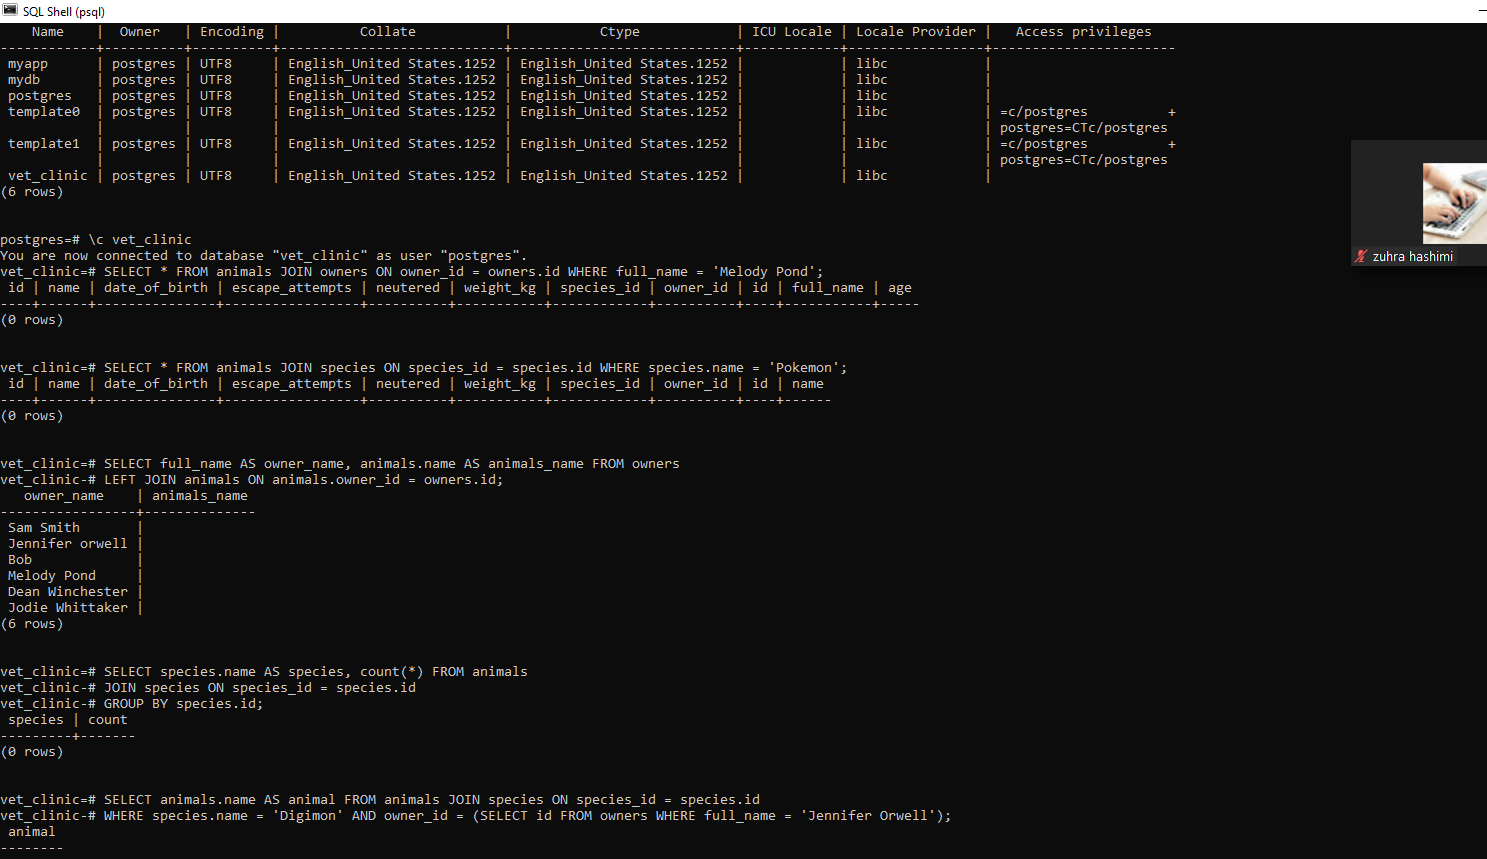 SQL Shell (psql)
    Name    |  Owner   | Encoding |          Collate           |           Ctype            | ICU Locale | Locale Provider |   Access privileges
------------+----------+----------+----------------------------+----------------------------+------------+-----------------+-----------------------
 myapp      | postgres | UTF8     | English_United States.1252 | English_United States.1252 |            | libc            |
 mydb       | postgres | UTF8     | English_United States.1252 | English_United States.1252 |            | libc            |
 postgres   | postgres | UTF8     | English_United States.1252 | English_United States.1252 |            | libc            |
 template0  | postgres | UTF8     | English_United States.1252 | English_United States.1252 |            | libc            | =c/postgres          +
            |          |          |                            |                            |            |                 | postgres=CTc/postgres
 template1  | postgres | UTF8     | English_United States.1252 | English_United States.1252 |            | libc            | =c/postgres          +
            |          |          |                            |                            |            |                 | postgres=CTc/postgres
 vet_clinic | postgres | UTF8     | English_United States.1252 | English_United States.1252 |            | libc            |
(6 rows)
postgres=# \c vet_clinic
You are now connected to database "vet_clinic" as user "postgres".
vet_clinic=# SELECT * FROM animals JOIN owners ON owner_id = owners.id WHERE full_name = 'Melody Pond';
 id | name | date_of_birth | escape_attempts | neutered | weight_kg | species_id | owner_id | id | full_name | age
----+------+---------------+-----------------+----------+-----------+------------+----------+----+-----------+-----
(0 rows)
vet_clinic=# SELECT * FROM animals JOIN species ON species_id = species.id WHERE species.name = 'Pokemon';
 id | name | date_of_birth | escape_attempts | neutered | weight_kg | species_id | owner_id | id | name
----+------+---------------+-----------------+----------+-----------+------------+----------+----+------
(0 rows)
vet_clinic=# SELECT full_name AS owner_name, animals.name AS animals_name FROM owners
vet_clinic-# LEFT JOIN animals ON animals.owner_id = owners.id;
   owner_name    | animals_name
-----------------+--------------
 Sam Smith       |
 Jennifer orwell |
 Bob             |
 Melody Pond     |
 Dean Winchester |
 Jodie Whittaker |
(6 rows)
vet_clinic=# SELECT species.name AS species, count(*) FROM animals
vet_clinic-# JOIN species ON species_id = species.id
vet_clinic-# GROUP BY species.id;
 species | count
---------+-------
(0 rows)
vet_clinic=# SELECT animals.name AS animal FROM animals JOIN species ON species_id = species.id
vet_clinic-# WHERE species.name = 'Digimon' AND owner_id = (SELECT id FROM owners WHERE full_name = 'Jennifer Orwell');
 animal
--------
zuhra hashimi